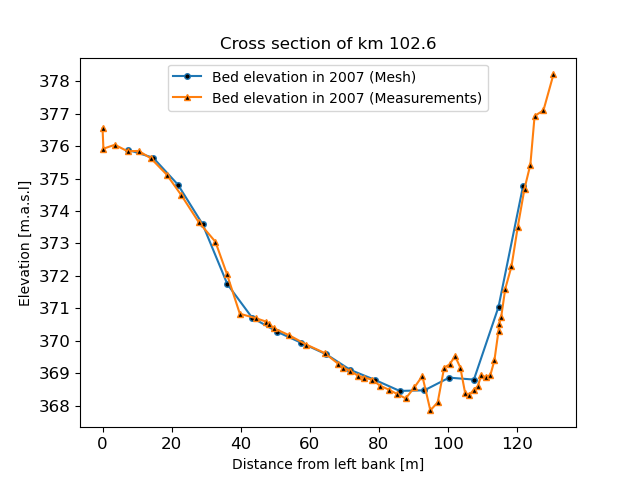 Cross section of km 102.6
Bed elevation in 2007 (Mesh)
Bed elevation in 2007 (Measurements)
378
377
376
375
374
373
372
371
370
369
368
Elevation [m.a.s.l]
0 20 40 60 80 100 120
Distance from left bank [m]